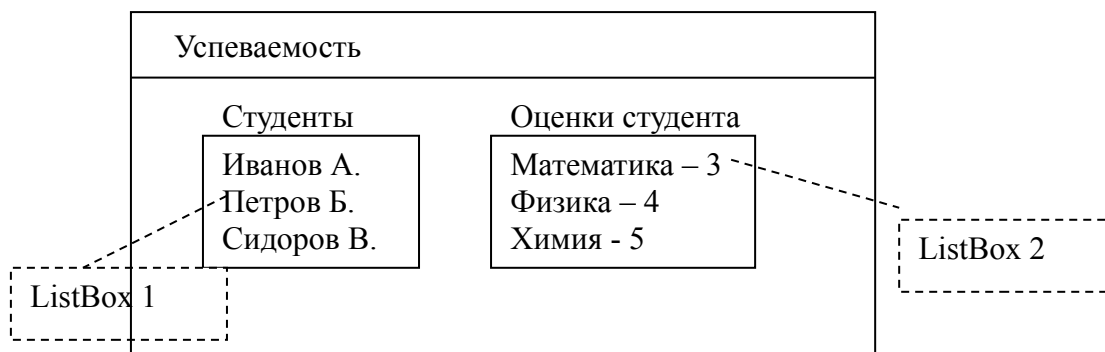 Успеваемость
Студенты
Оценки студента
Иванов А.
Петров Б.
Сидоров В.
Математика – 3
Физика – 4
Химия - 5
ListBox 1
ListBox 2